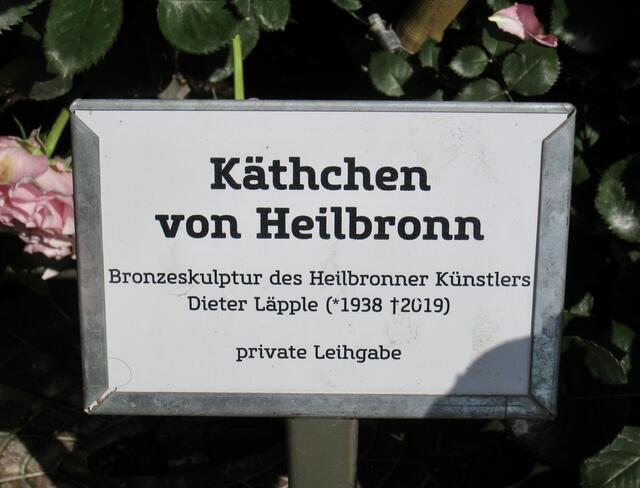 Käthchen
von Heilbronn
Bronzeskulptur des Heilbronner Künstlers
Dieter Läpple (*1938 †2019)
private Leihgabe